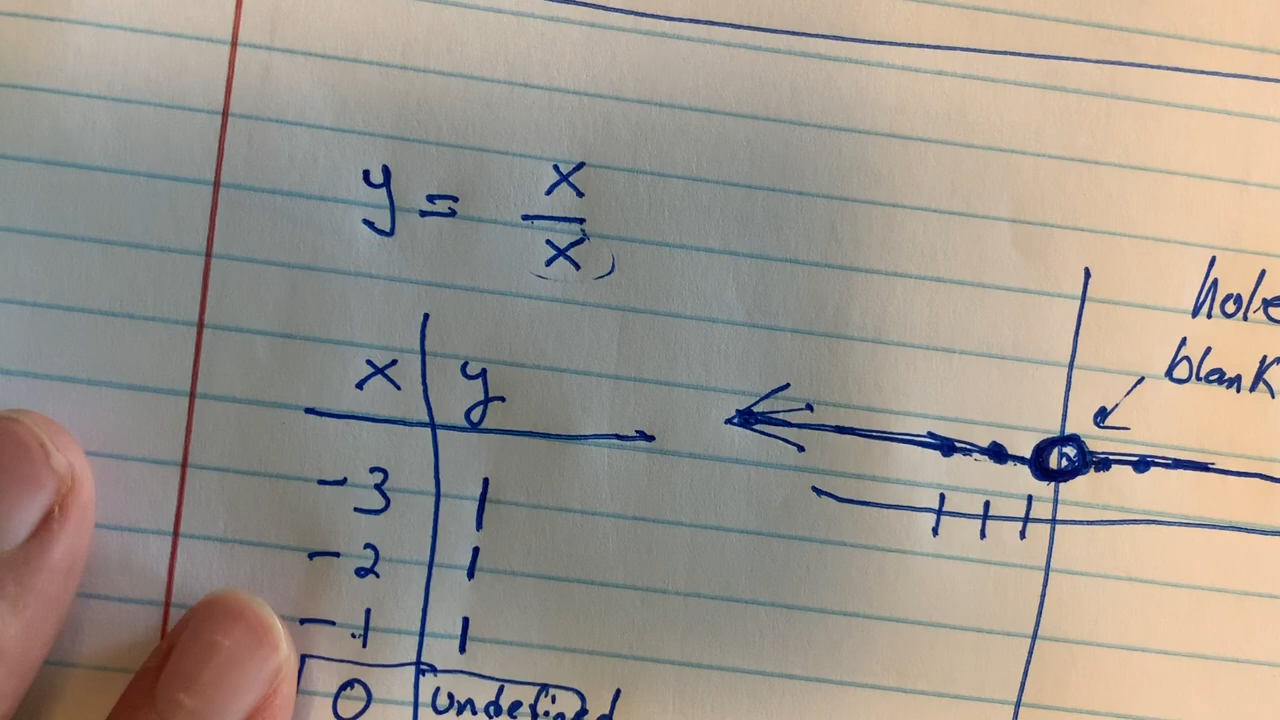 y = x/x
hole
blank
x y
-3 1
-2 1
-1 1
0 undefined